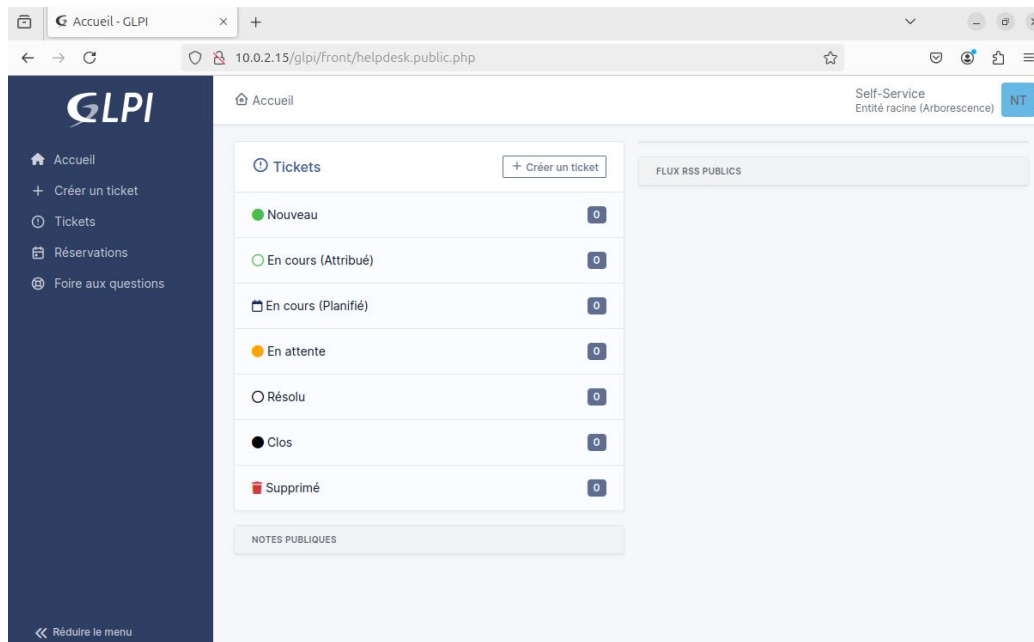 Accueil - GLPI
10.0.2.15/glpi/front/helpdesk.public.php
GLPI
Accueil
Self-Service
Entité racine (Arborescence)
NT
Accueil
Créer un ticket
Tickets
Réservations
Foire aux questions
Tickets
+ Créer un ticket
Nouveau 0
En cours (Attribué) 0
En cours (Planifié) 0
En attente 0
Résolu 0
Clos 0
Supprimé 0
NOTES PUBLIQUES
FLUX RSS PUBLICS
Réduire le menu